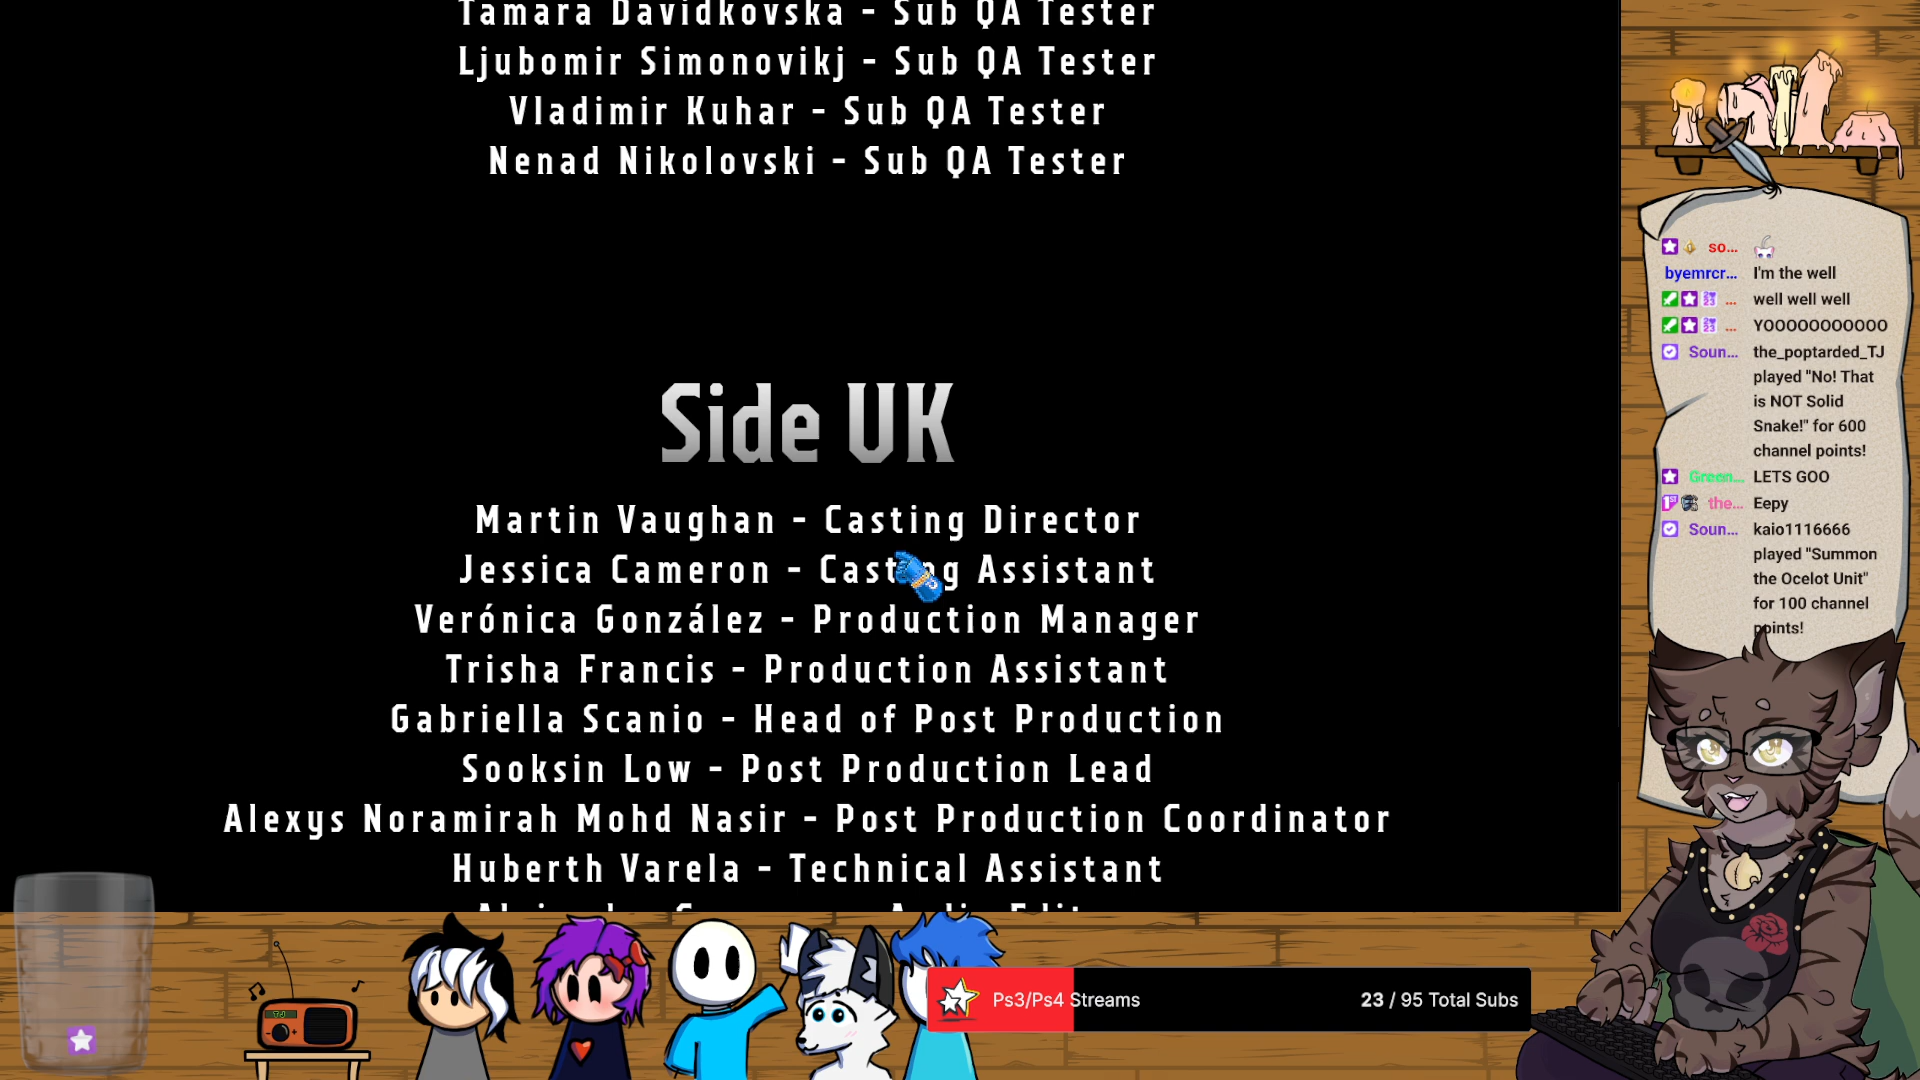 Tamara Davidkovska - Sub QA Tester
Ljubomir Simonovikj - Sub QA Tester
Vladimir Kuhar - Sub QA Tester
Nenad Nikolovski - Sub QA Tester
Side UK
Martin Vaughan - Casting Director
Jessica Cameron - Casting Assistant
Verónica González - Production Manager
Trisha Francis - Production Assistant
Gabriella Scanio - Head of Post Production
Sooksin Low - Post Production Lead
Alexys Noramirah Mohd Nasir - Post Production Coordinator
Huberth Varela - Technical Assistant
so...
byemrcr... I'm the well
... well well well
... YOOOOOOOOOOO
Soun... the_poptarded_TJ
played "No! That
is NOT Solid
Snake!" for 600
channel points!
Green... LETS GOO
the... Eepy
Soun... kaio1116666
played "Summon
the Ocelot Unit"
for 100 channel
points!
TJ
Ps3/Ps4 Streams 23 / 95 Total Subs